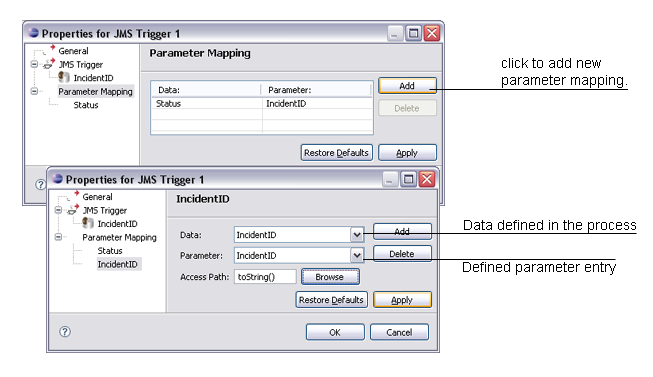 Properties for JMS Trigger 1
General
JMS Trigger
IncidentID
Parameter Mapping
Status
Parameter Mapping
Data: Parameter:
Status IncidentID
Add
Delete
Restore Defaults Apply
click to add new
parameter mapping.
Properties for JMS Trigger 1
General
JMS Trigger
IncidentID
Parameter Mapping
Status
IncidentID
IncidentID
Data: IncidentID Add
Parameter: IncidentID Delete
Access Path: toString() Browse
Restore Defaults Apply
OK Cancel
Data defined in the process
Defined parameter entry